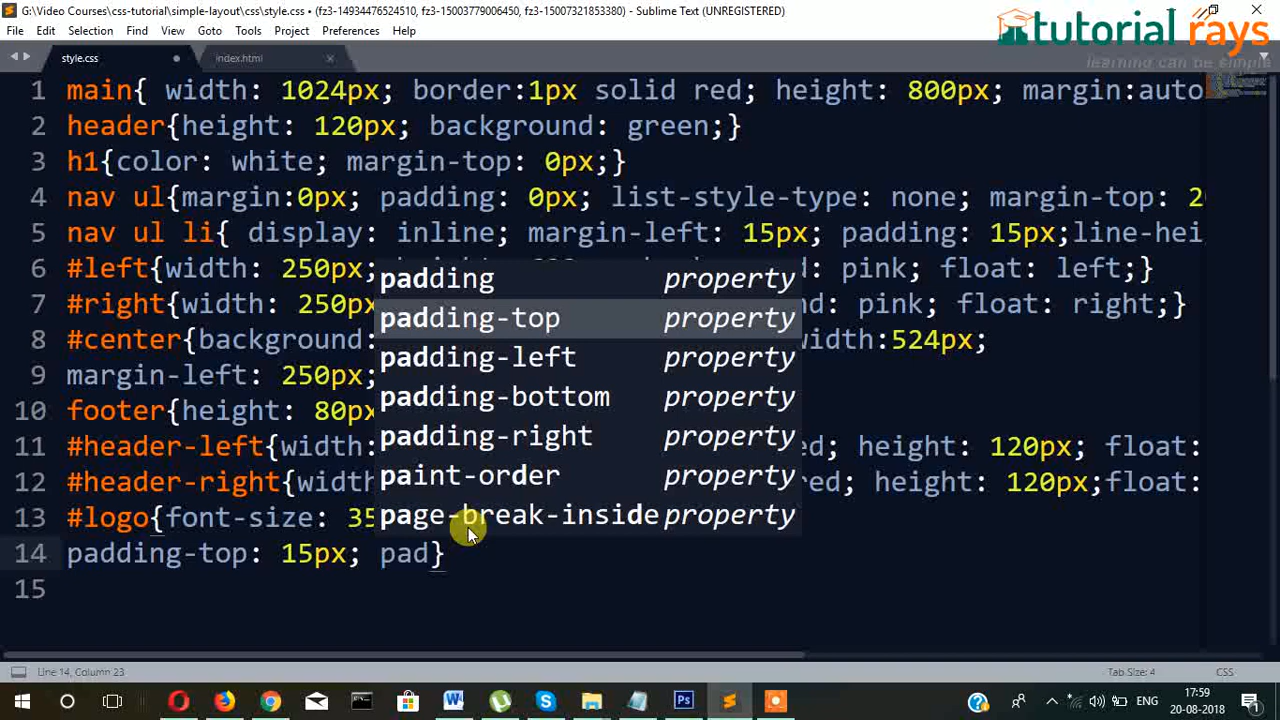 G:\Video Courses\css-tutorial\simple-layout\css\style.css • (fz3-14934476524510, fz3-15003779006450, fz3-15007321853380) - Sublime Text (UNREGISTERED)
File Edit Selection Find View Goto Tools Project Preferences Help
tutorial rays
learning can be simple
style.css
index.html
1 main{ width: 1024px; border:1px solid red; height: 800px; margin:auto
2 header{height: 120px; background: green;}
3 h1{color: white; margin-top: 0px;}
4 nav ul{margin:0px; padding: 0px; list-style-type: none; margin-top: 2
5 nav ul li{ display: inline; margin-left: 15px; padding: 15px;line-hei
6 #left{width: 250px; pink; float: left;}
7 #right{width: 250p pink; float: right;}
8 #center{background: width:524px;
9 margin-left: 250px;
10 footer{height: 80px
11 #header-left{width: ed; height: 120px; float:
12 #header-right{widt red; height: 120px;float:
13 #logo{font-size: 35
14 padding-top: 15px; pad}
15
padding property
padding-top property
padding-left property
padding-bottom property
padding-right property
paint-order property
page-break-inside property
Line 14, Column 23
Tab Size: 4
CSS
ENG
17:59
20-08-2018